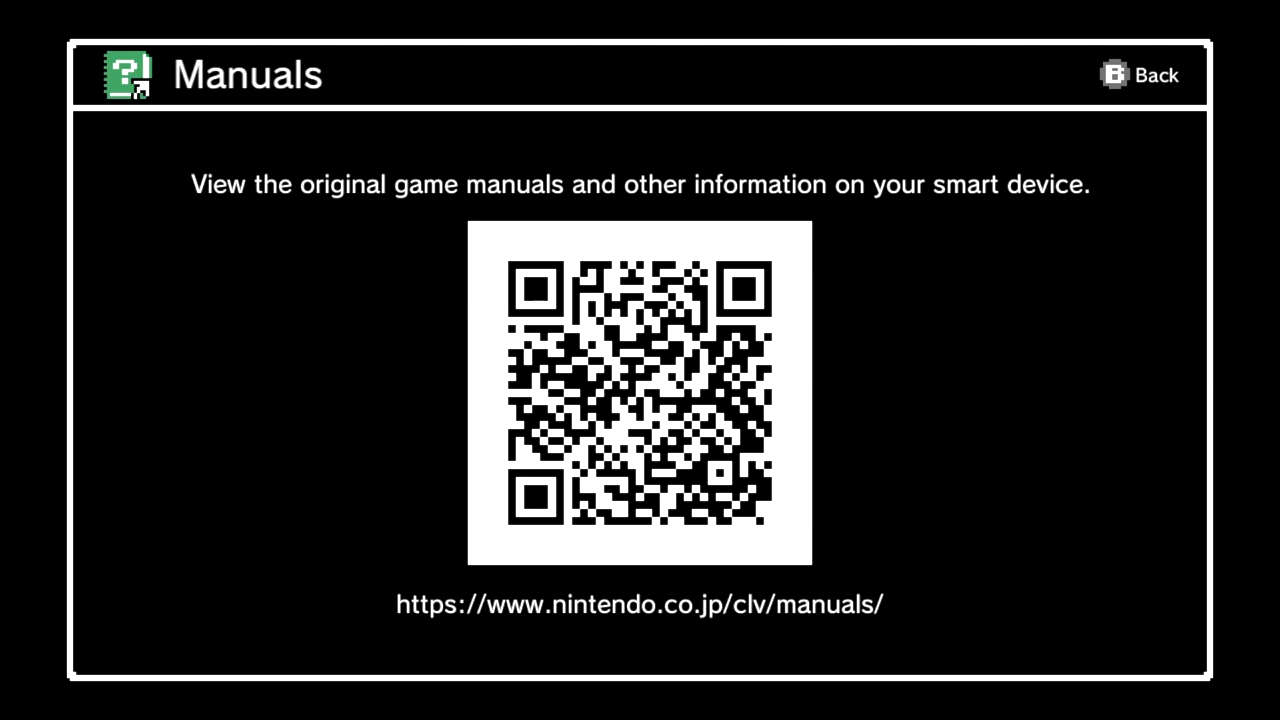 Manuals
B Back
View the original game manuals and other information on your smart device.
https://www.nintendo.co.jp/clv/manuals/